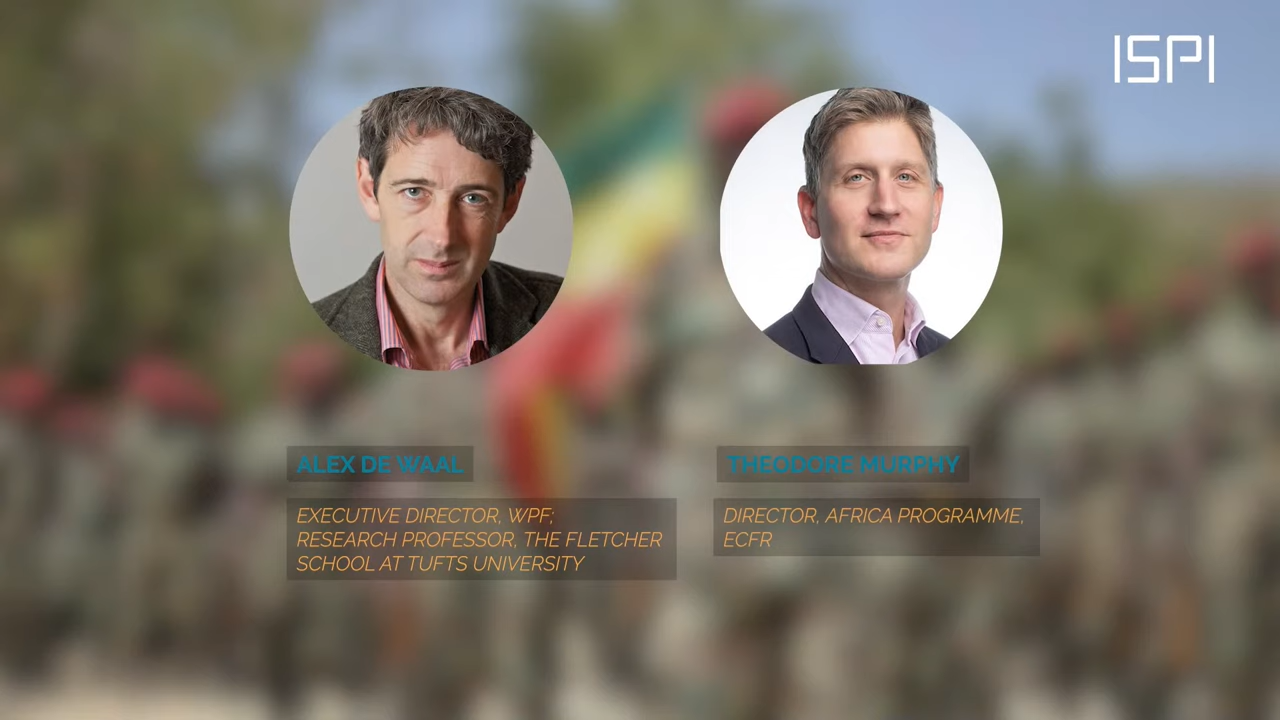 ISPI
ALEX DE WAAL
EXECUTIVE DIRECTOR, WPF;
RESEARCH PROFESSOR, THE FLETCHER
SCHOOL AT TUFTS UNIVERSITY
THEODORE MURPHY
DIRECTOR, AFRICA PROGRAMME,
ECFR